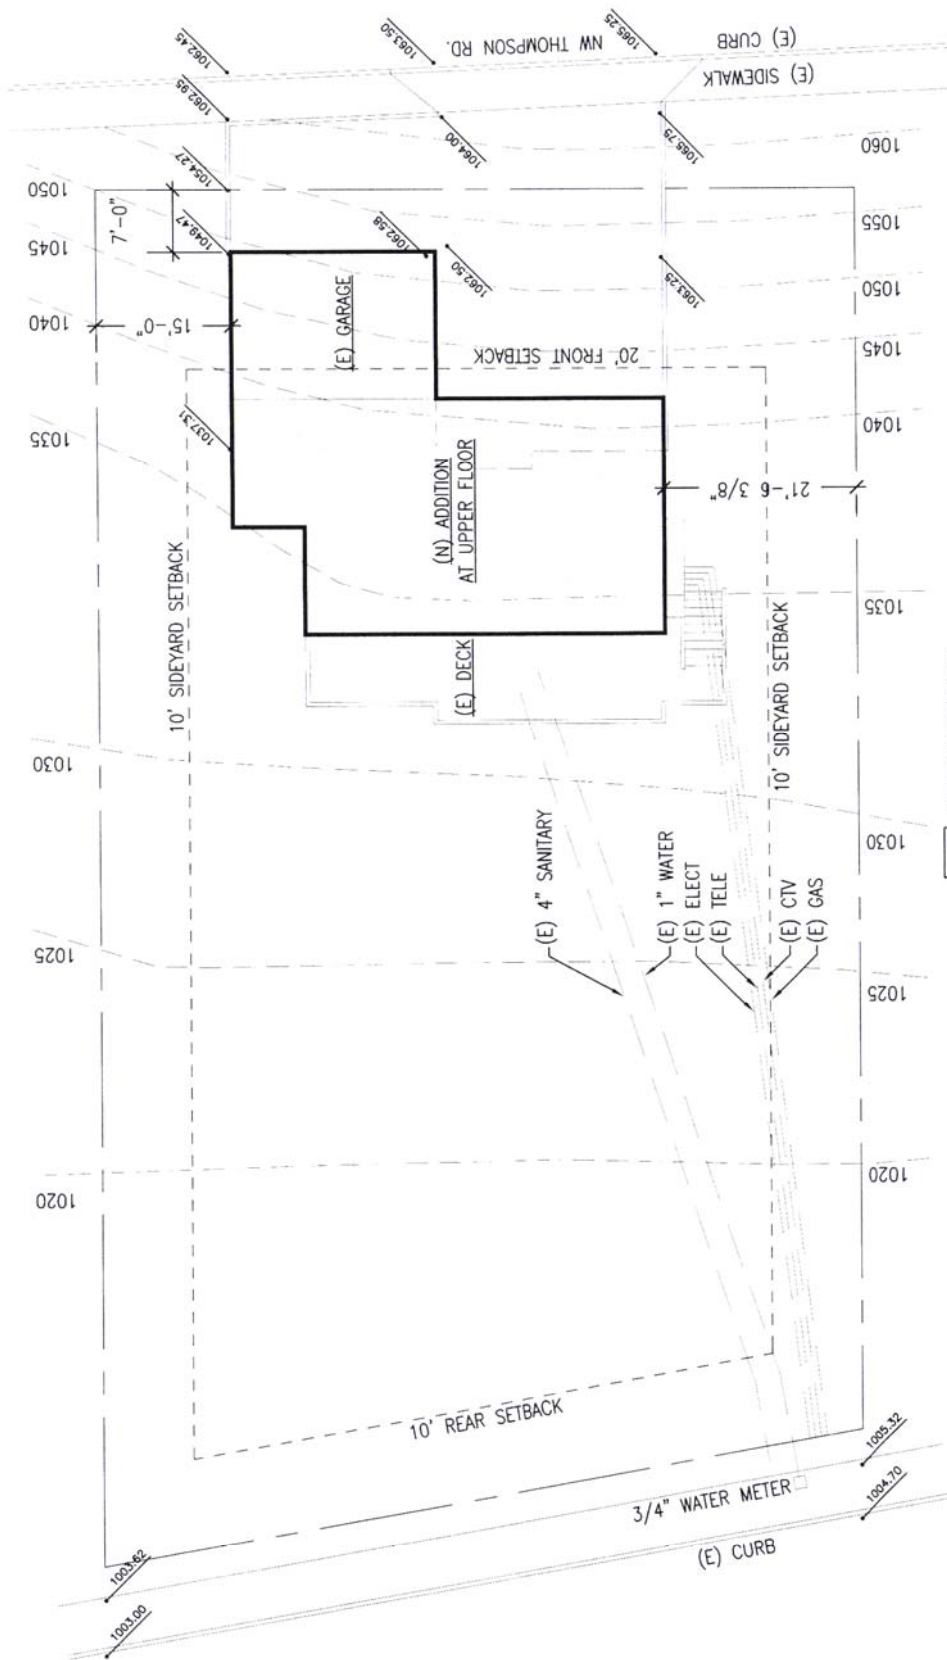 1062.45
1063.50
NW THOMPSON RD.
1065.25
(E) CURB
(E) SIDEWALK
1062.95
1064.00
1065.75
1060
1050
1054.27
7'-0"
1045
1049.47
1062.58
1062.50
1063.25
1055
1050
1040
15'-0"
(E) GARAGE
20' FRONT SETBACK
1045
1040
1035
1037.31
(N) ADDITION
AT UPPER FLOOR
21'-6 3/8"
10' SIDEYARD SETBACK
1035
(E) DECK
10' SIDEYARD SETBACK
1030
1030
(E) 4" SANITARY
(E) 1" WATER
(E) ELECT
(E) TELE
(E) CTV
(E) GAS
1025
1025
1020
1020
10' REAR SETBACK
3/4" WATER METER
(E) CURB
1005.32
1004.70
1003.62
1003.00